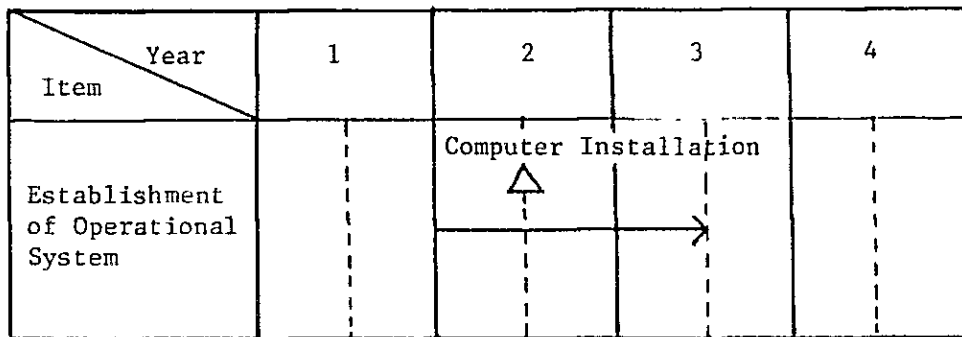 Year 1 2 3 4
Item
Computer Installation
Establishment
of Operational
System